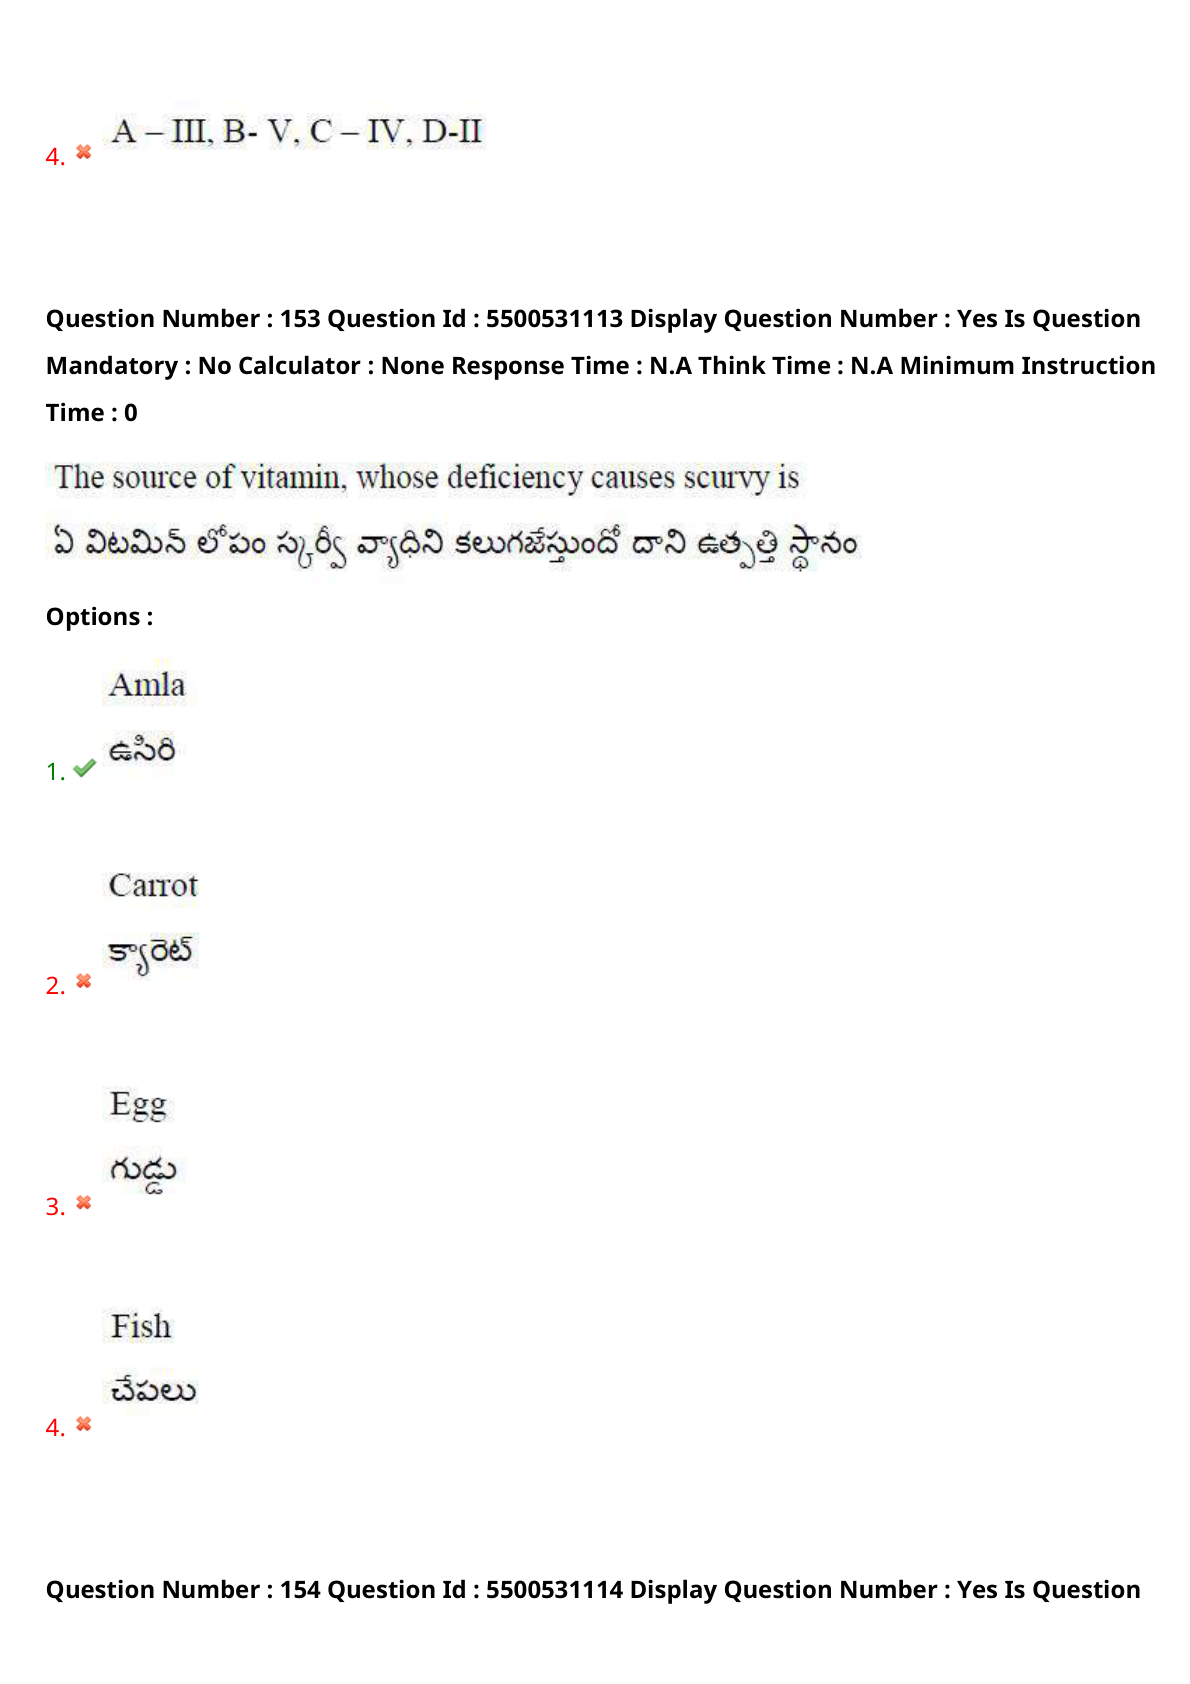 A – III, B- V, C – IV, D-II
4.
Question Number : 153 Question Id : 5500531113 Display Question Number : Yes Is Question
Mandatory : No Calculator : None Response Time : N.A Think Time : N.A Minimum Instruction
Time : 0
The source of vitamin, whose deficiency causes scurvy is
ఏ విటమిన్ లోపం స్కర్వీ వ్యాధిని కలుగజేస్తుందో దాని ఉత్పత్తి స్థానం
Options :
Amla
ఉసిరి
1.
Carrot
క్యారెట్
2.
Egg
గుడ్డు
3.
Fish
చేపలు
4.
Question Number : 154 Question Id : 5500531114 Display Question Number : Yes Is Question